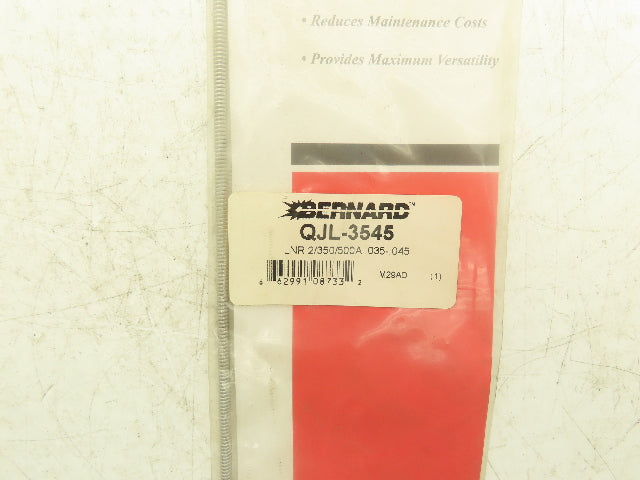 • Reduces Maintenance Costs
• Provides Maximum Versatility
BERNARD™
QJL-3545
LNR 2/350/500A .035-.045
6 62991 08733 2
V29AD (1)